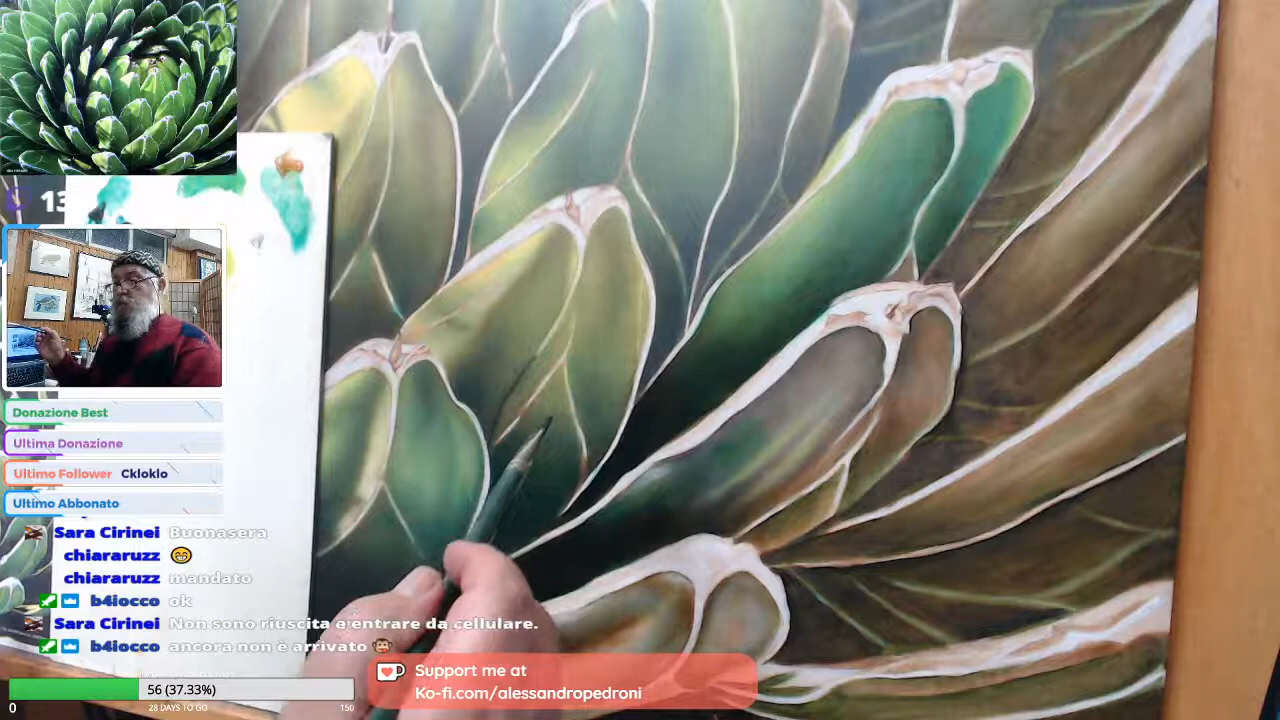 13
Donazione Best
Ultima Donazione
Ultimo Follower Ckloklo
Ultimo Abbonato
Sara Cirinei Buonasera
chiararuzz
chiararuzz mandato
b4iocco ok
Sara Cirinei Non sono riuscita a entrare da cellulare.
b4iocco ancora non è arrivato
Support me at
Ko-fi.com/alessandropedroni
56 (37.33%)
0
28 DAYS TO GO
150